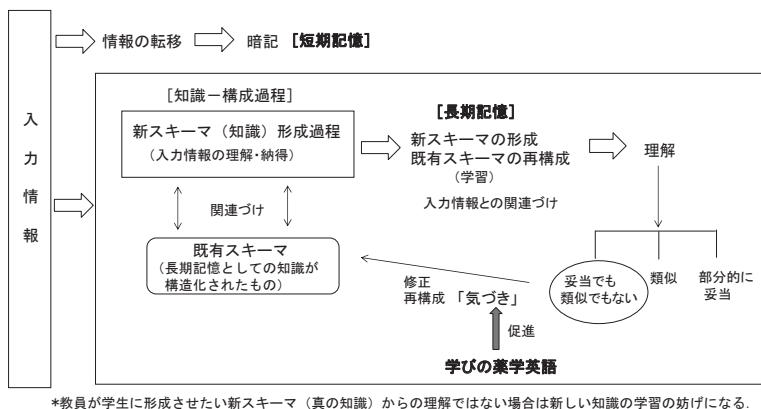 入力情報
情報の転移
暗記 [短期記憶]
[知識－構成過程]
新スキーマ（知識）形成過程
（入力情報の理解・納得）
[長期記憶]
新スキーマの形成
既有スキーマの再構成
（学習）
入力情報との関連づけ
理解
関連づけ
既有スキーマ
（長期記憶としての知識が
構造化されたもの）
修正
再構成
「気づき」
妥当でも
類似でもない
類似
部分的に
妥当
促進
学びの薬学英語
*教員が学生に形成させたい新スキーマ（真の知識）からの理解ではない場合は新しい知識の学習の妨げになる．